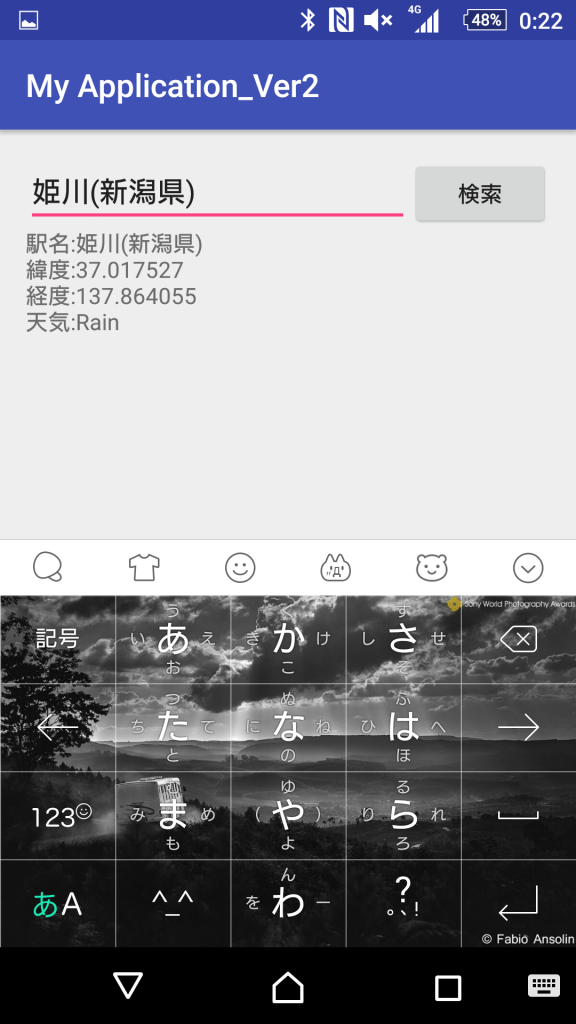 4G 48% 0:22
My Application_Ver2
姫川(新潟県) 検索
駅名:姫川(新潟県)
緯度:37.017527
経度:137.864055
天気:Rain
Sony World Photography Awards
う く す
記号 い あ え き か け し さ せ
お こ そ
つ ぬ ふ
ち た て に な ね ひ は へ
と の ほ
ゆ る
123 み ま め ( や ) り ら れ
も よ ろ
ん
あA ^_^ を わ ー ?
。、!
© Fabio Ansolin